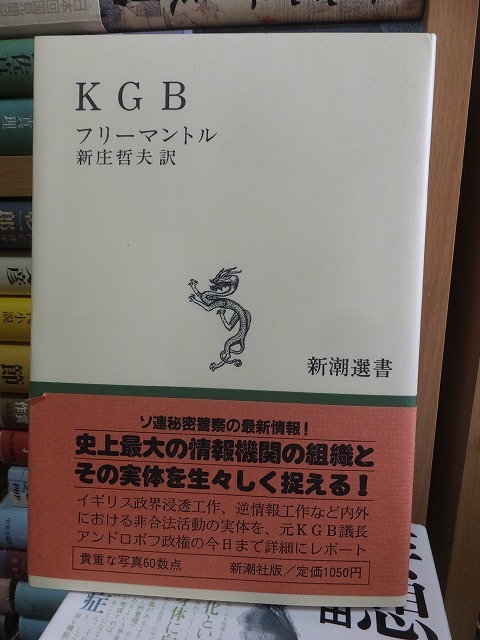 KGB
フリーマントル
新庄哲夫訳
新潮選書
ソ連秘密警察の最新情報!
史上最大の情報機関の組織と
その実体を生々しく捉える!
イギリス政界浸透工作、逆情報工作など内外
における非合法活動の実体を、元KGB議長
アンドロポフ政権の今日まで詳細にレポート
貴重な写真60数点
新潮社版/定価1050円